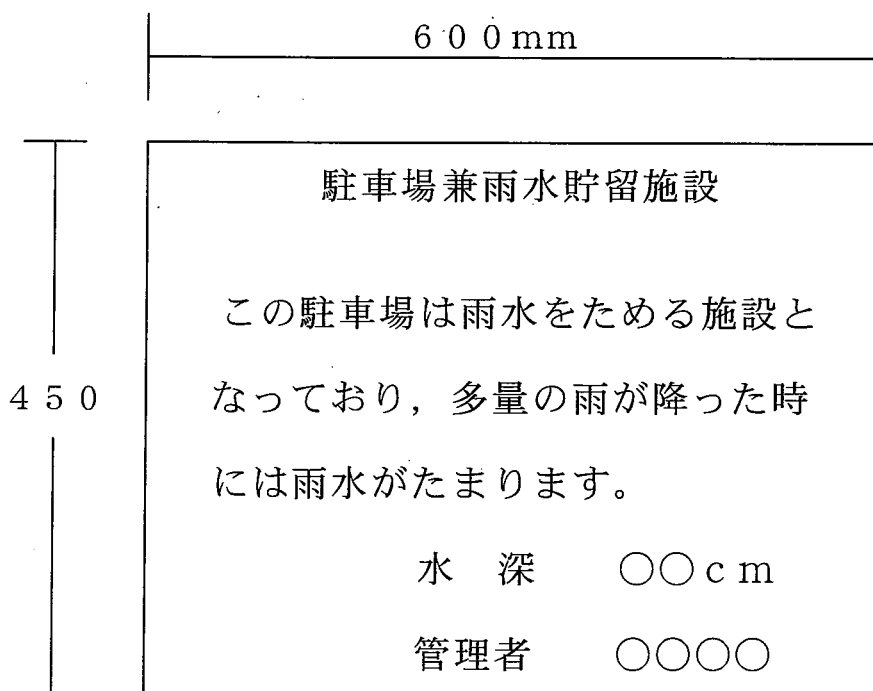 ６００mm
駐車場兼雨水貯留施設
この駐車場は雨水をためる施設と
４５０
なっており，多量の雨が降った時
には雨水がたまります。
水　深　　○○ｃｍ
管理者　　○○○○